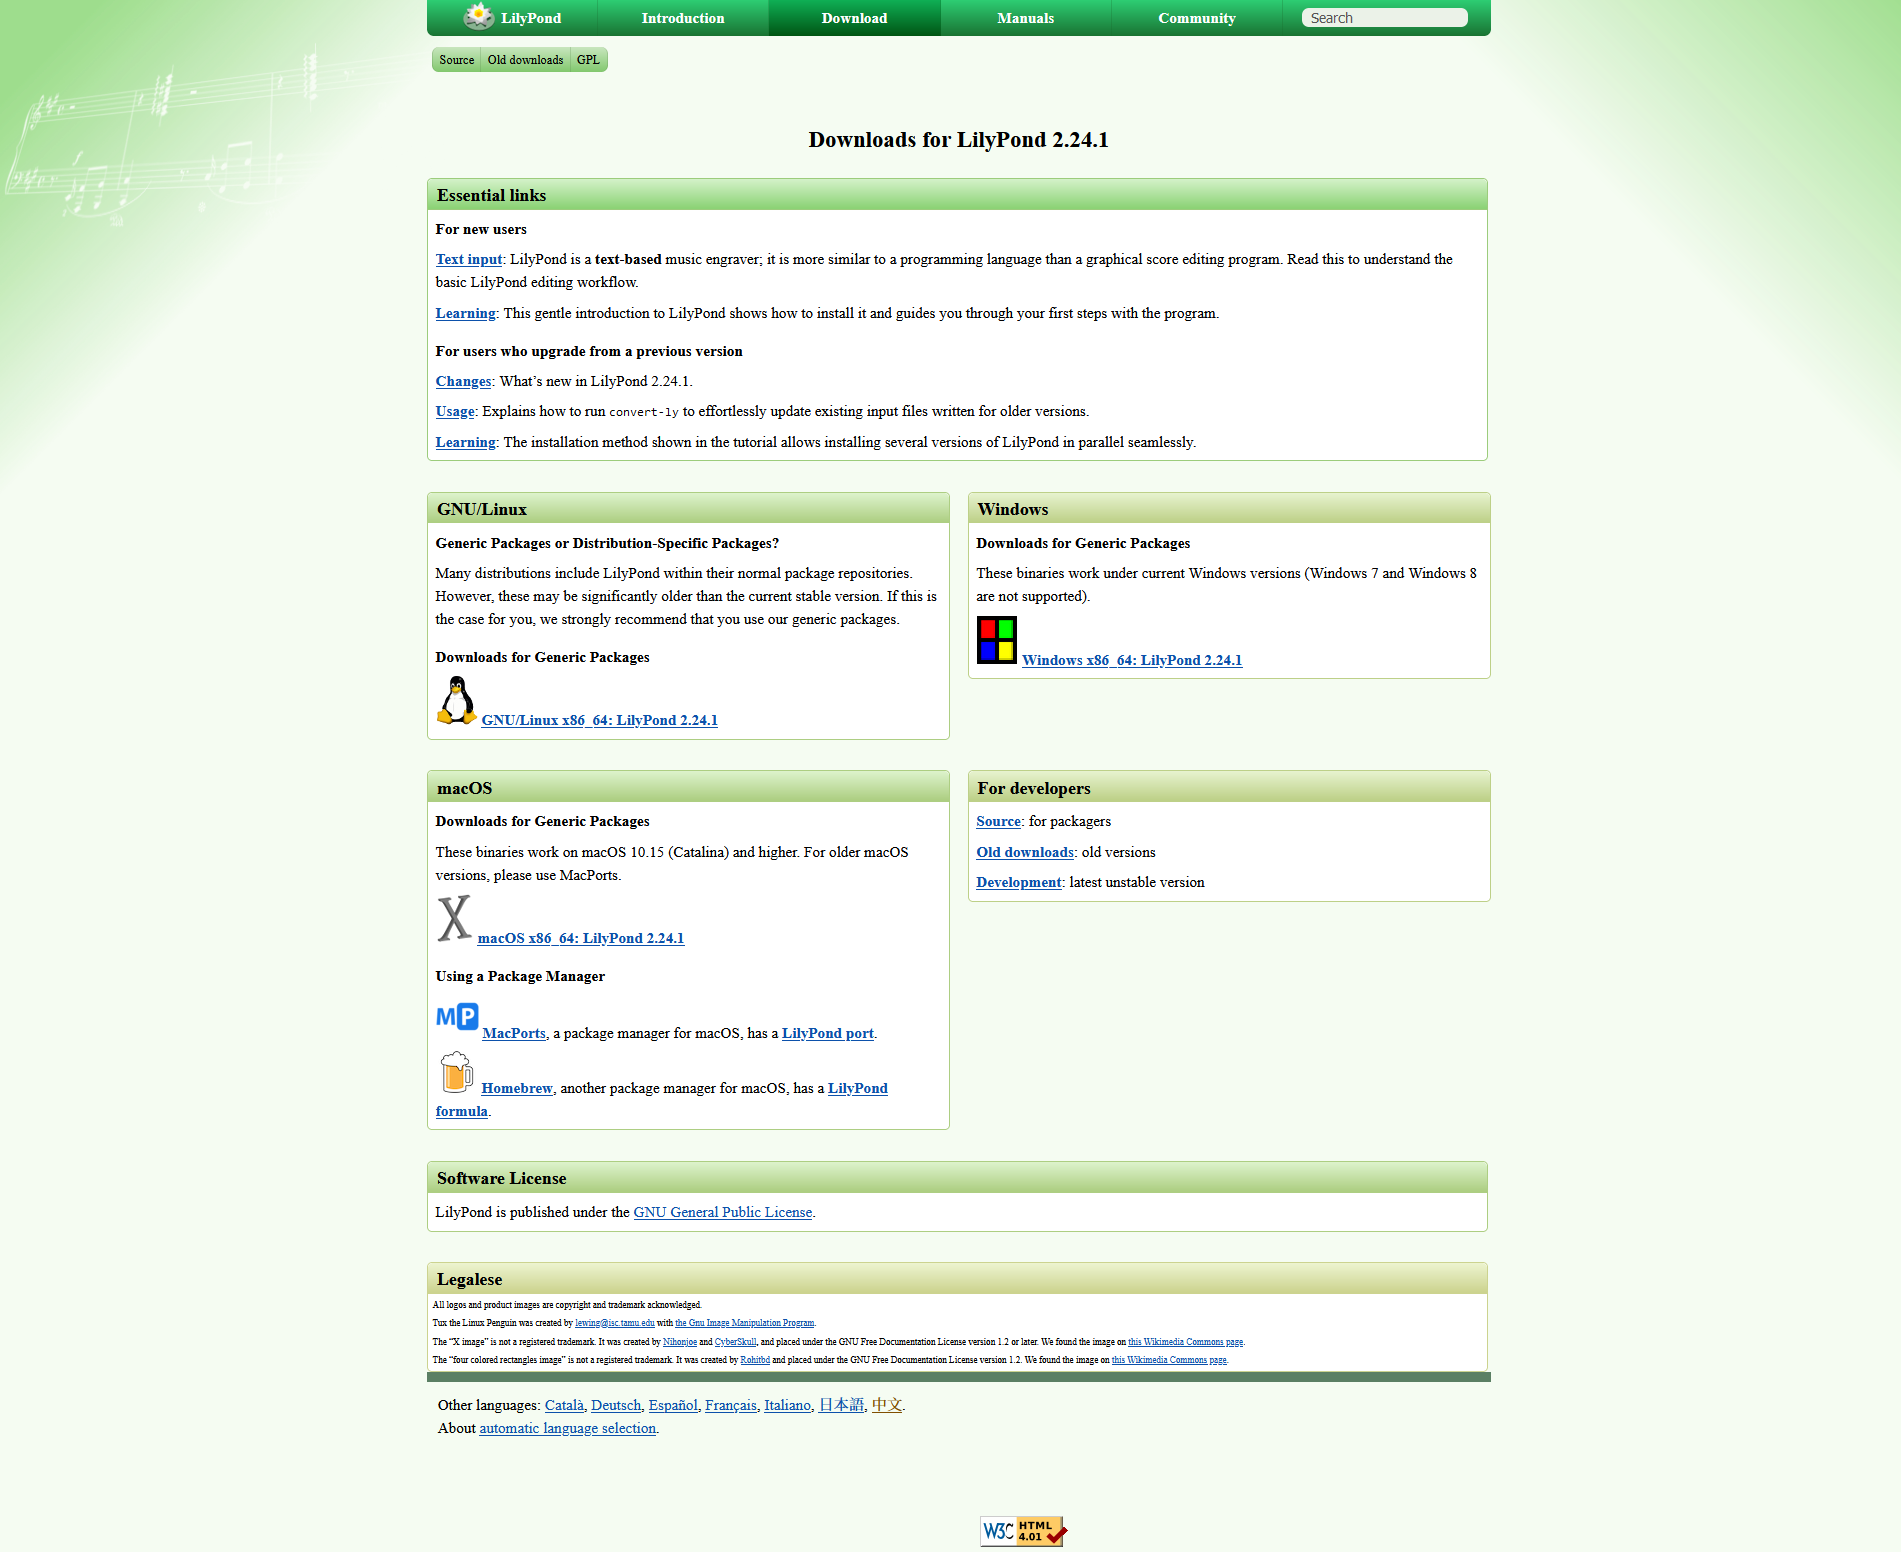 LilyPond Introduction Download Manuals Community Search
Source Old downloads GPL
Downloads for LilyPond 2.24.1
Essential links
For new users
Text input: LilyPond is a text-based music engraver; it is more similar to a programming language than a graphical score editing program. Read this to understand the
basic LilyPond editing workflow.
Learning: This gentle introduction to LilyPond shows how to install it and guides you through your first steps with the program.
For users who upgrade from a previous version
Changes: What’s new in LilyPond 2.24.1.
Usage: Explains how to run convert-ly to effortlessly update existing input files written for older versions.
Learning: The installation method shown in the tutorial allows installing several versions of LilyPond in parallel seamlessly.
GNU/Linux
Generic Packages or Distribution-Specific Packages?
Many distributions include LilyPond within their normal package repositories.
However, these may be significantly older than the current stable version. If this is
the case for you, we strongly recommend that you use our generic packages.
Downloads for Generic Packages
GNU/Linux x86_64: LilyPond 2.24.1
Windows
Downloads for Generic Packages
These binaries work under current Windows versions (Windows 7 and Windows 8
are not supported).
Windows x86_64: LilyPond 2.24.1
macOS
Downloads for Generic Packages
These binaries work on macOS 10.15 (Catalina) and higher. For older macOS
versions, please use MacPorts.
X macOS x86_64: LilyPond 2.24.1
Using a Package Manager
MP MacPorts, a package manager for macOS, has a LilyPond port.
Homebrew, another package manager for macOS, has a LilyPond
formula.
For developers
Source: for packagers
Old downloads: old versions
Development: latest unstable version
Software License
LilyPond is published under the GNU General Public License.
Legalese
All logos and product images are copyright and trademark acknowledged.
Tux the Linux Penguin was created by lewing@isc.tamu.edu with the Gnu Image Manipulation Program.
The “X image” is not a registered trademark. It was created by Nihonjoe and CyberSkull, and placed under the GNU Free Documentation License version 1.2 or later. We found the image on this Wikimedia Commons page.
The “four colored rectangles image” is not a registered trademark. It was created by Rohitbd and placed under the GNU Free Documentation License version 1.2. We found the image on this Wikimedia Commons page.
Other languages: Català, Deutsch, Español, Français, Italiano, 日本語, 中文.
About automatic language selection.
W3C HTML
4.01